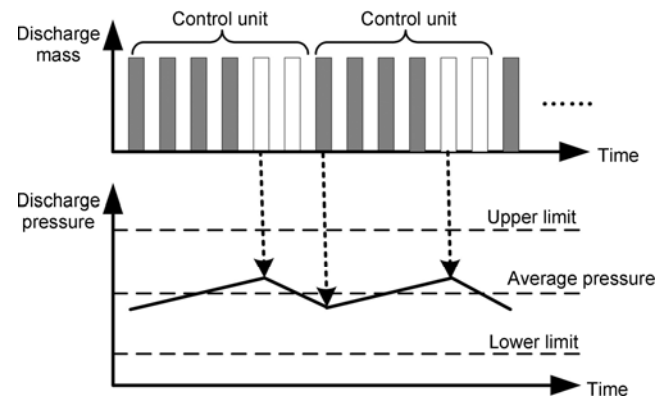 Control unit
Control unit
Discharge
mass
......
Time
Discharge
pressure
Upper limit
Average pressure
Lower limit
Time